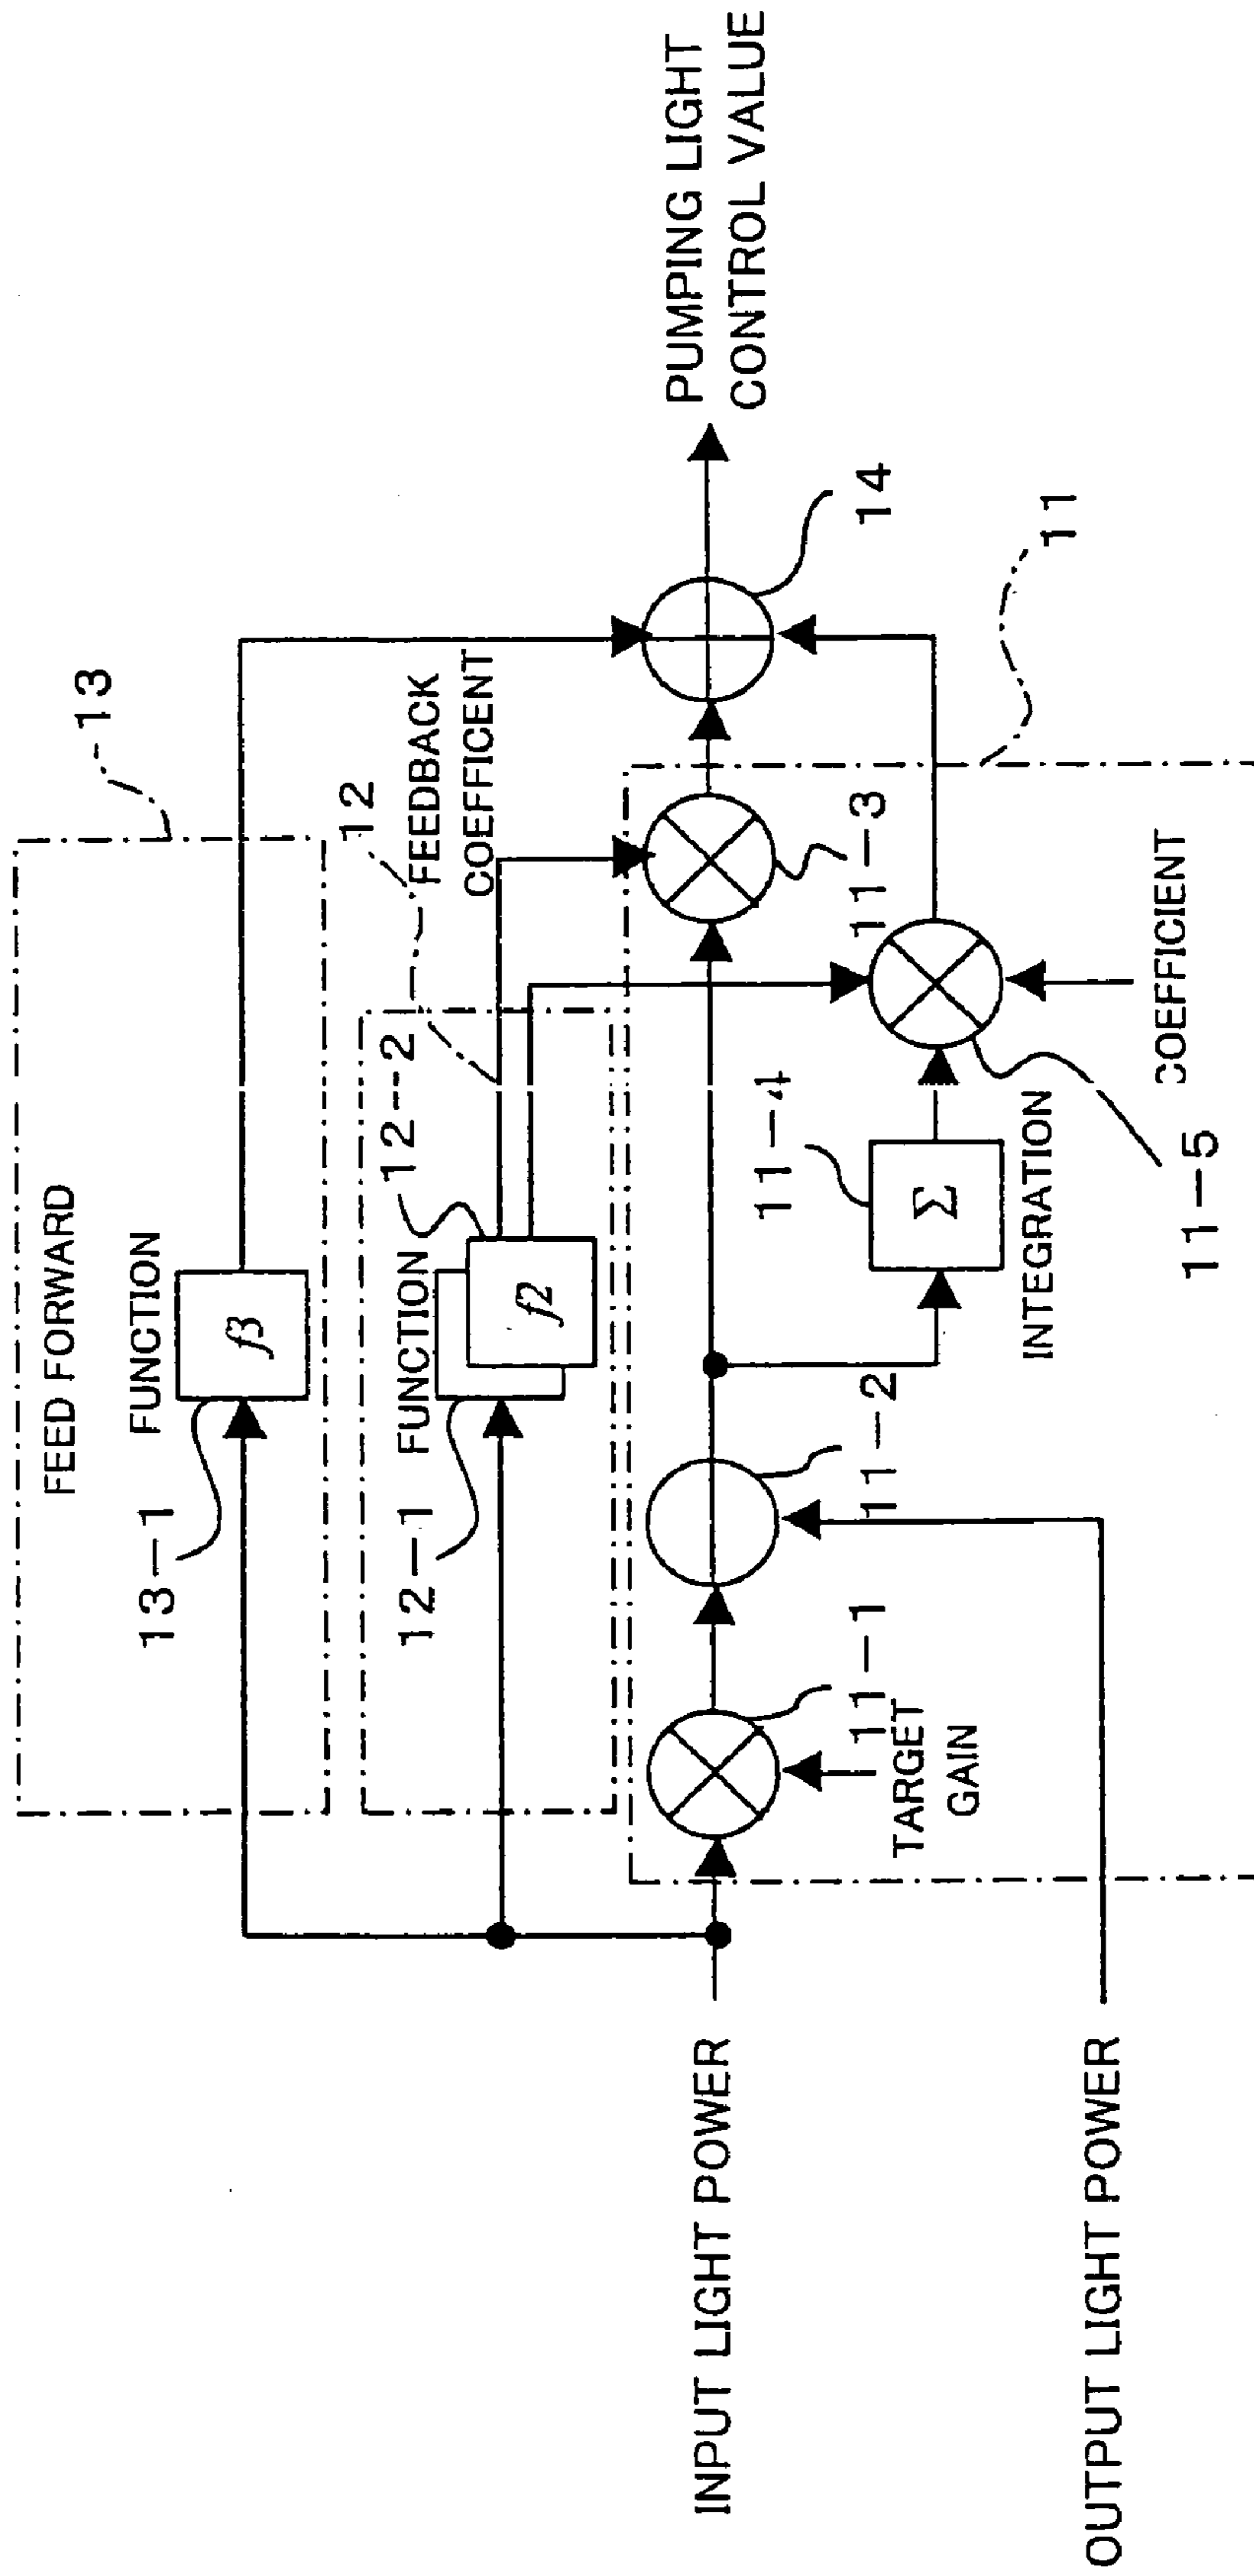 FEED FORWARD
13
FUNCTION
f3
13-1
12
FEEDBACK
COEFFICENT
12-2
FUNCTION
f2
12-1
PUMPING LIGHT
CONTROL VALUE
14
11
INPUT LIGHT POWER
11-1
TARGET
GAIN
11-2
11-3
11-4
Σ
INTEGRATION
11-5
COEFFICIENT
OUTPUT LIGHT POWER